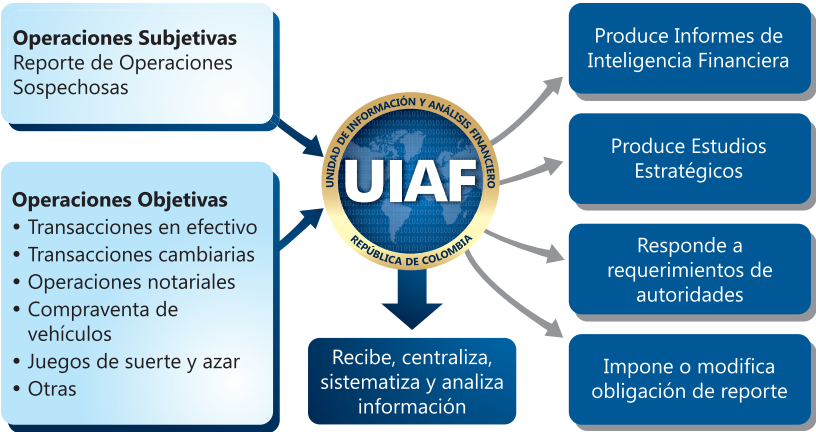 Operaciones Subjetivas
Reporte de Operaciones
Sospechosas
Operaciones Objetivas
• Transacciones en efectivo
• Transacciones cambiarias
• Operaciones notariales
• Compraventa de
vehículos
• Juegos de suerte y azar
• Otras
UNIDAD DE INFORMACIÓN Y ANÁLISIS FINANCIERO
UIAF
REPÚBLICA DE COLOMBIA
Recibe, centraliza,
sistematiza y analiza
información
Produce Informes de
Inteligencia Financiera
Produce Estudios
Estratégicos
Responde a
requerimientos de
autoridades
Impone o modifica
obligación de reporte